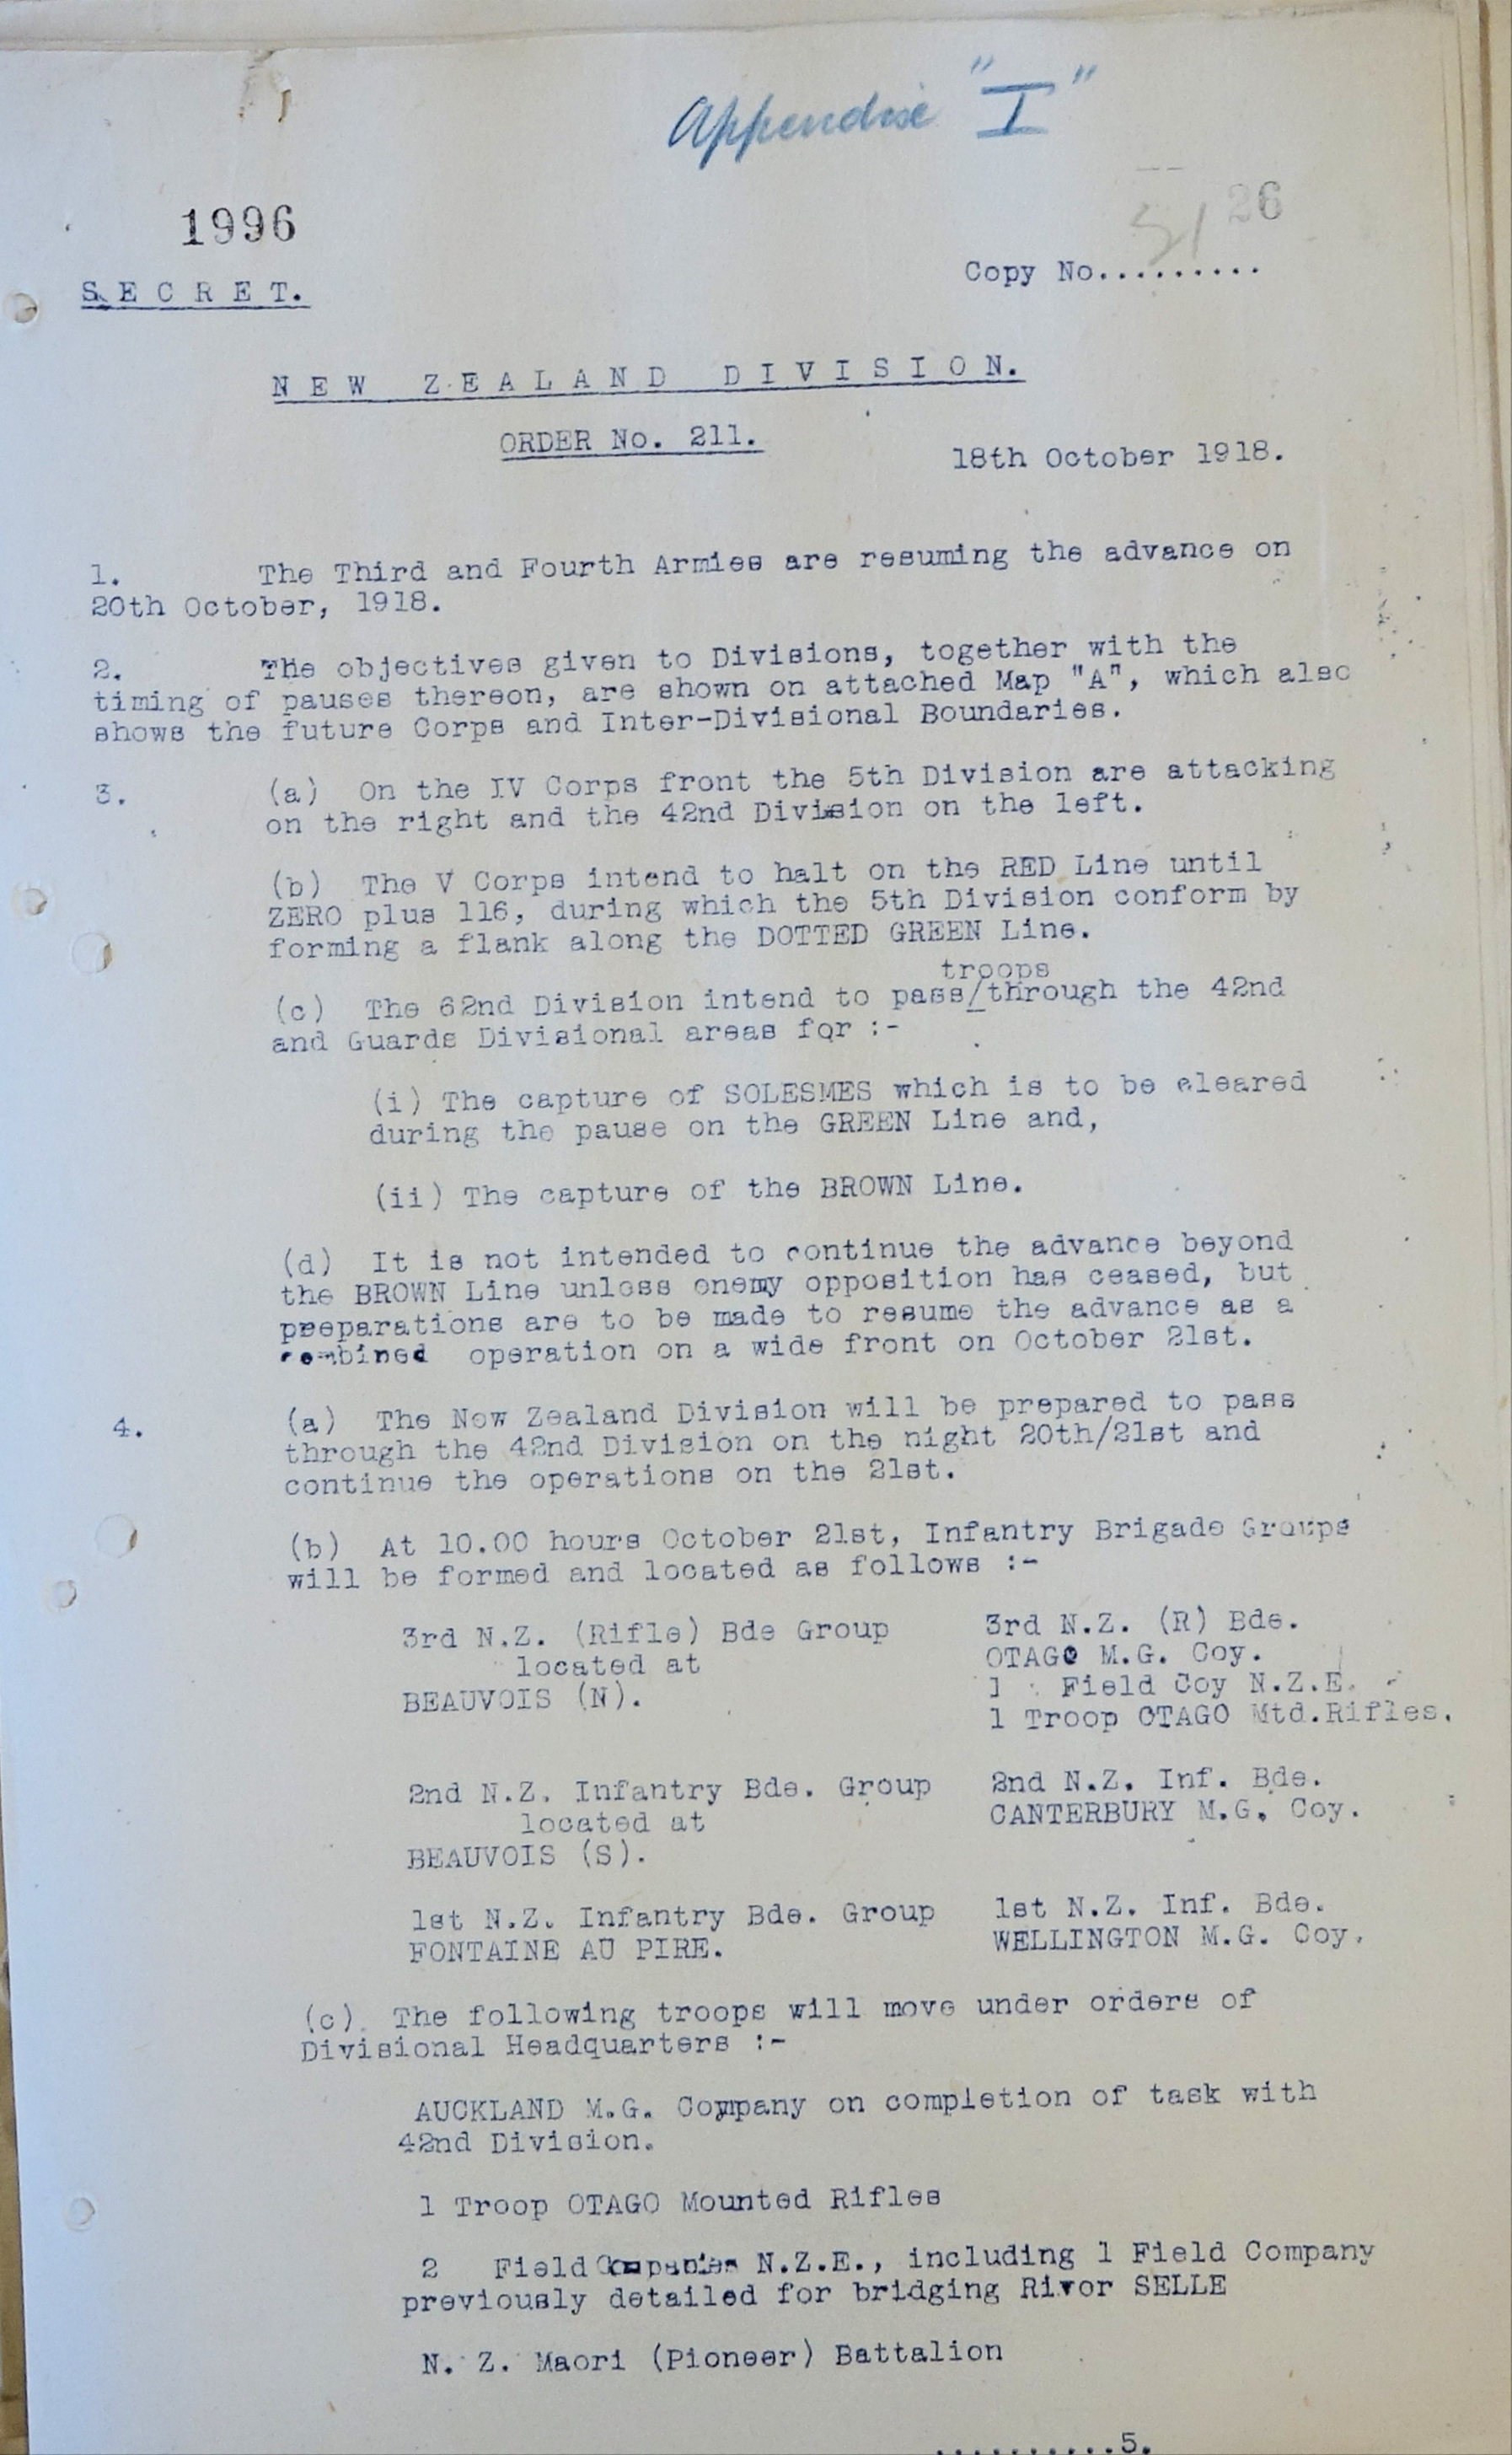 Appendix "I"
1996
51 26
Copy No.........
SECRET.
NEW ZEALAND DIVISION.
ORDER No. 211.
18th October 1918.
1. The Third and Fourth Armies are resuming the advance on
20th October, 1918.
2. The objectives given to Divisions, together with the
timing of pauses thereon, are shown on attached Map "A", which also
shows the future Corps and Inter-Divisional Boundaries.
3. (a) On the IV Corps front the 5th Division are attacking
on the right and the 42nd Division on the left.
(b) The V Corps intend to halt on the RED Line until
ZERO plus 116, during which the 5th Division conform by
forming a flank along the DOTTED GREEN Line.
troops
(c) The 62nd Division intend to pass/through the 42nd
and Guards Divisional areas for :-
(i) The capture of SOLESMES which is to be cleared
during the pause on the GREEN Line and,
(ii) The capture of the BROWN Line.
(d) It is not intended to continue the advance beyond
the BROWN Line unless enemy opposition has ceased, but
preparations are to be made to resume the advance as a
combined operation on a wide front on October 21st.
4. (a) The New Zealand Division will be prepared to pass
through the 42nd Division on the night 20th/21st and
continue the operations on the 21st.
(b) At 10.00 hours October 21st, Infantry Brigade Groups
will be formed and located as follows :-
3rd N.Z. (Rifle) Bde Group 3rd N.Z. (R) Bde.
located at OTAGO M.G. Coy.
BEAUVOIS (N). 1 Field Coy N.Z.E.
1 Troop OTAGO Mtd.Rifles.
2nd N.Z. Infantry Bde. Group 2nd N.Z. Inf. Bde.
located at CANTERBURY M.G. Coy.
BEAUVOIS (S).
1st N.Z. Infantry Bde. Group 1st N.Z. Inf. Bde.
FONTAINE AU PIRE. WELLINGTON M.G. Coy.
(c). The following troops will move under orders of
Divisional Headquarters :-
AUCKLAND M.G. Company on completion of task with
42nd Division.
1 Troop OTAGO Mounted Rifles
2 Field Companies N.Z.E., including 1 Field Company
previously detailed for bridging River SELLE
N. Z. Maori (Pioneer) Battalion
..........5.